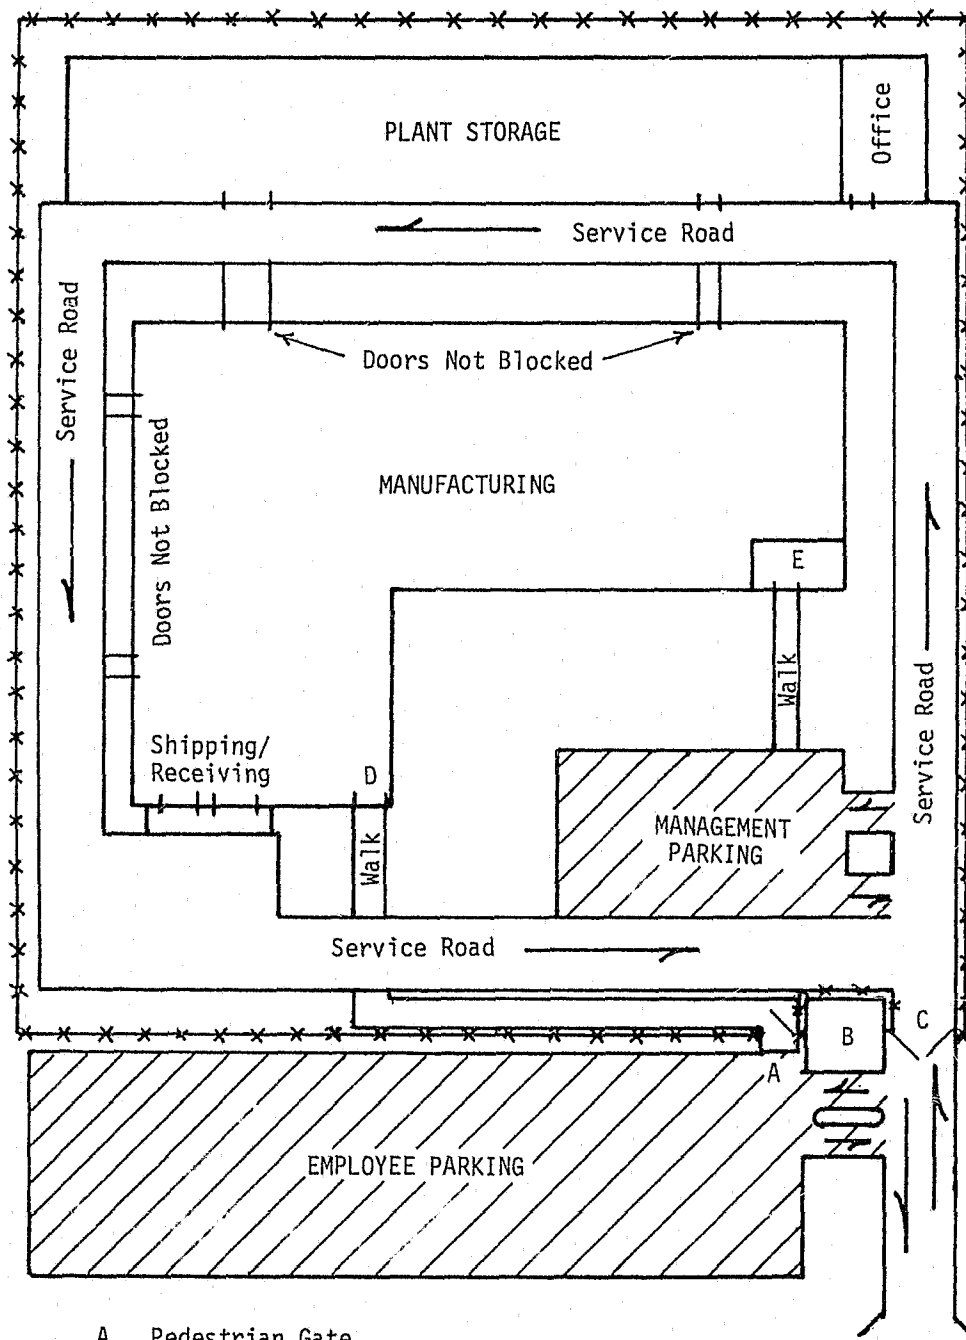 PLANT STORAGE
Office
Service Road
Service Road
Doors Not Blocked
Doors Not Blocked
MANUFACTURING
E
Walk
Service Road
Shipping/
Receiving
D
Walk
MANAGEMENT
PARKING
Service Road
C
B
A
EMPLOYEE PARKING
A Pedestrian Gate